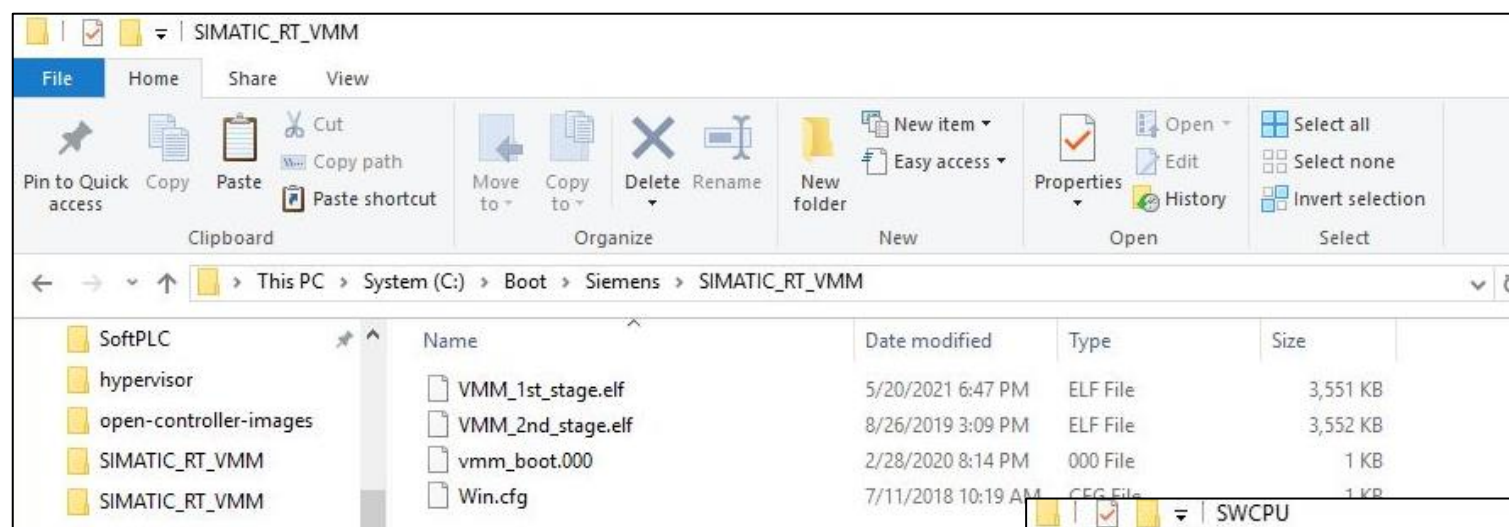 SIMATIC_RT_VMM
File Home Share View
Pin to Quick access
Copy
Paste
Cut
Copy path
Paste shortcut
Clipboard
Move to
Copy to
Delete
Rename
Organize
New folder
New item
Easy access
New
Properties
Open
Edit
History
Open
Select all
Select none
Invert selection
Select
This PC > System (C:) > Boot > Siemens > SIMATIC_RT_VMM
SoftPLC
hypervisor
open-controller-images
SIMATIC_RT_VMM
SIMATIC_RT_VMM
Name Date modified Type Size
VMM_1st_stage.elf 5/20/2021 6:47 PM ELF File 3,551 KB
VMM_2nd_stage.elf 8/26/2019 3:09 PM ELF File 3,552 KB
vmm_boot.000 2/28/2020 8:14 PM 000 File 1 KB
Win.cfg 7/11/2018 10:19 AM CFG File 1 KB
SWCPU